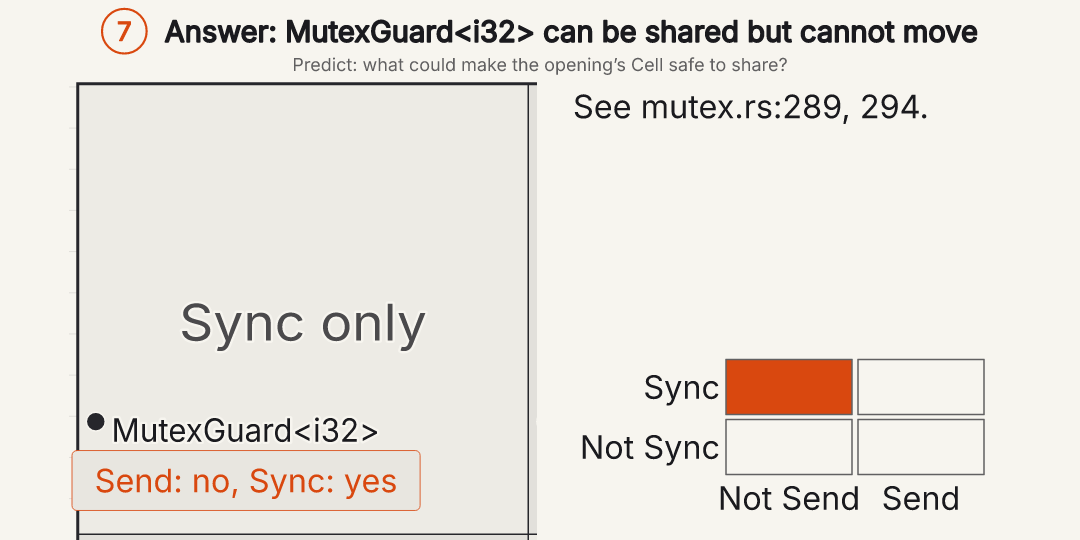 7
Answer: MutexGuard<i32> can be shared but cannot move
Predict: what could make the opening’s Cell safe to share?
See mutex.rs:289, 294.
Sync only
MutexGuard<i32>
Send: no, Sync: yes
Sync
Not Sync
Not Send Send